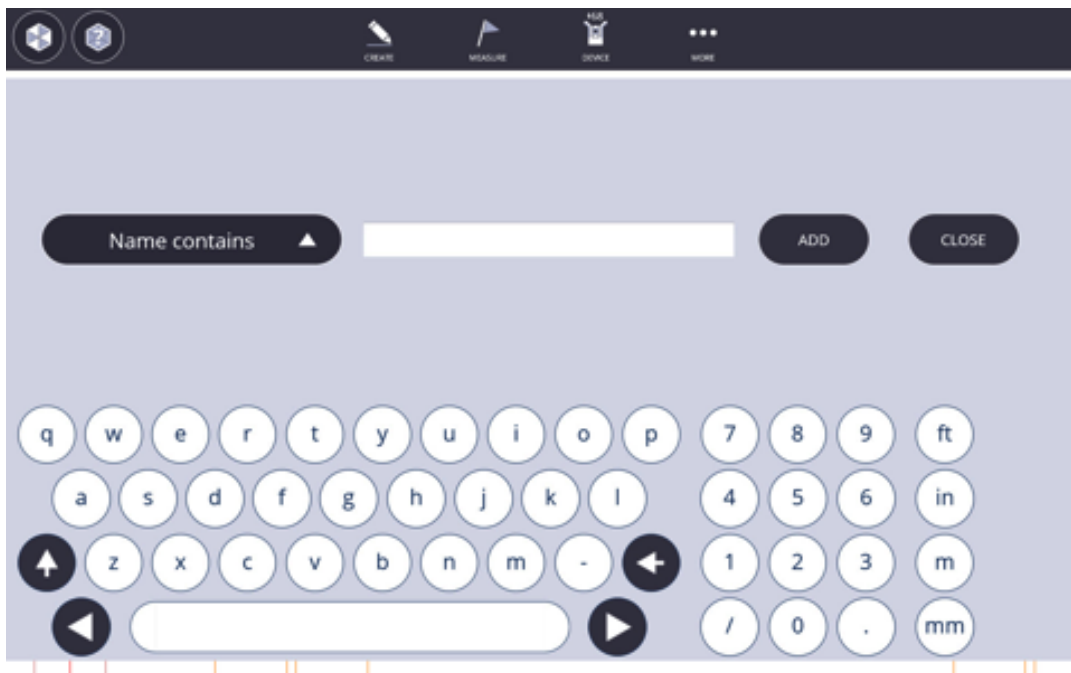 CREATE MEASURE DEVICE MORE
Name contains ADD CLOSE
q w e r t y u i o p 7 8 9 ft
a s d f g h j k l 4 5 6 in
z x c v b n m - 1 2 3 m
/ 0 . mm